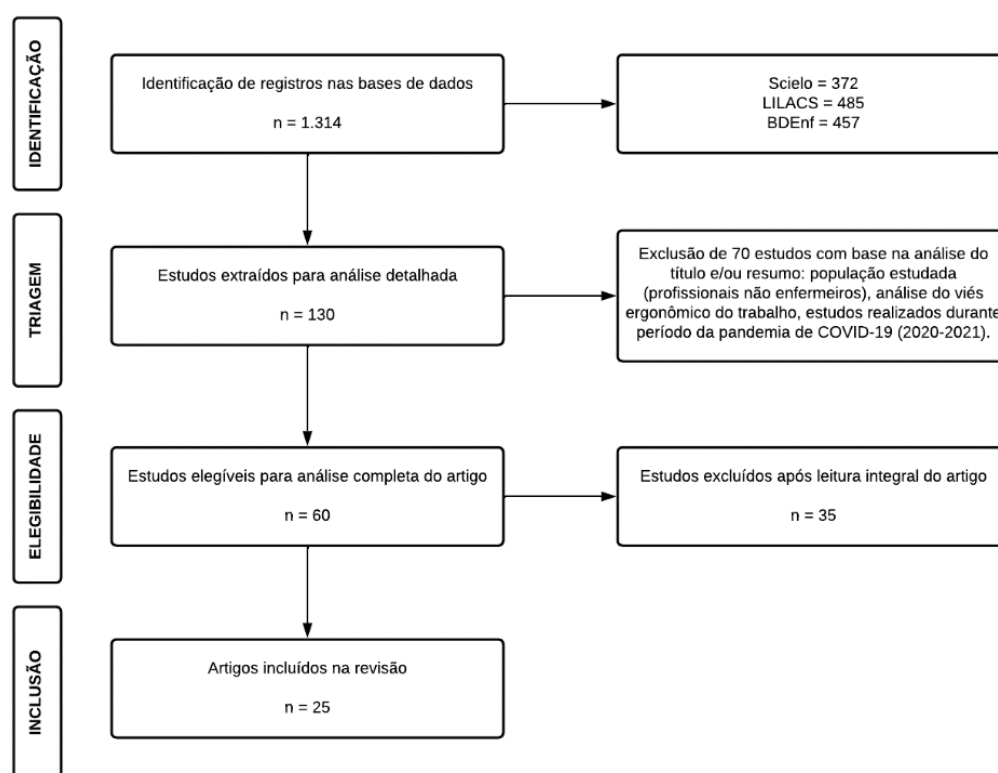 IDENTIFICAÇÃO
Identificação de registros nas bases de dados
n = 1.314
Scielo = 372
LILACS = 485
BDEnf = 457
TRIAGEM
Estudos extraídos para análise detalhada
n = 130
Exclusão de 70 estudos com base na análise do
título e/ou resumo: população estudada
(profissionais não enfermeiros), análise do viés
ergonômico do trabalho, estudos realizados durante
período da pandemia de COVID-19 (2020-2021).
ELEGIBILIDADE
Estudos elegíveis para análise completa do artigo
n = 60
Estudos excluídos após leitura integral do artigo
n = 35
INCLUSÃO
Artigos incluídos na revisão
n = 25